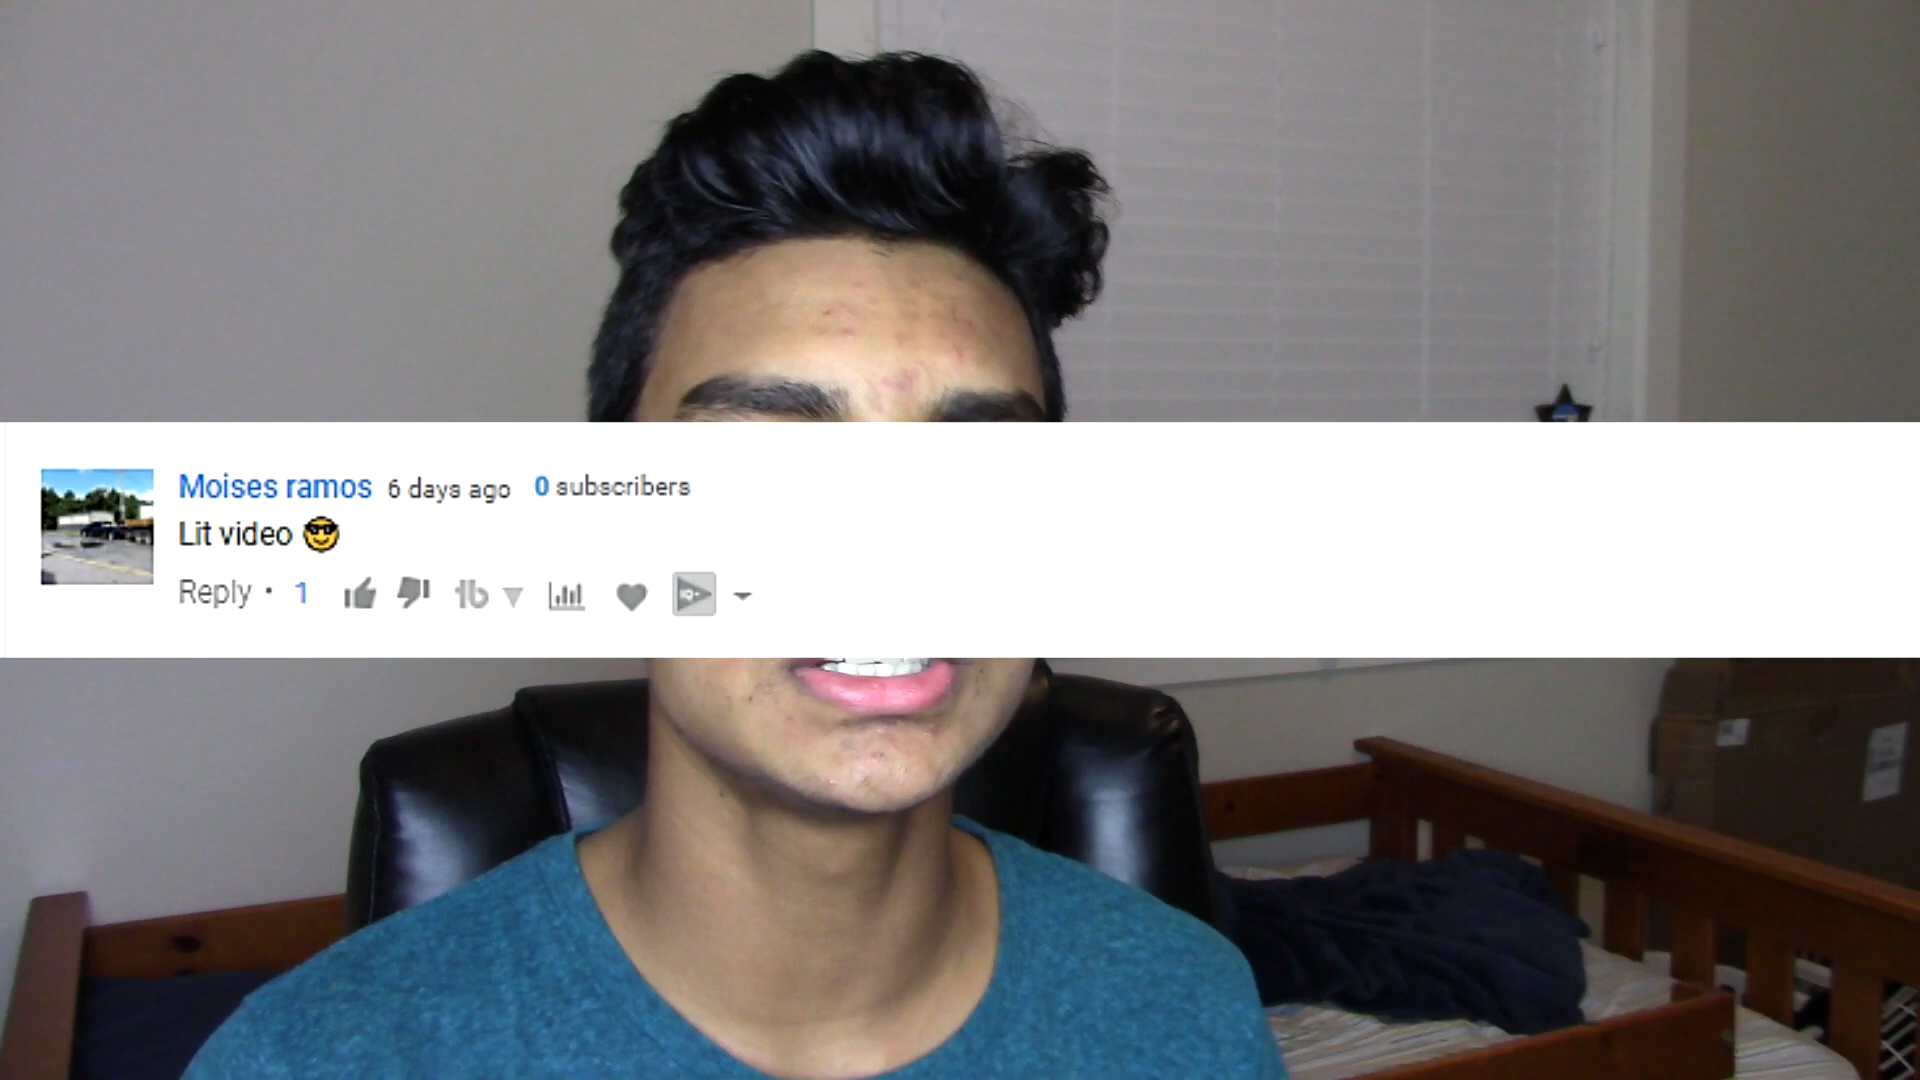 Moises ramos 6 days ago 0 subscribers
Lit video 😎
Reply • 1